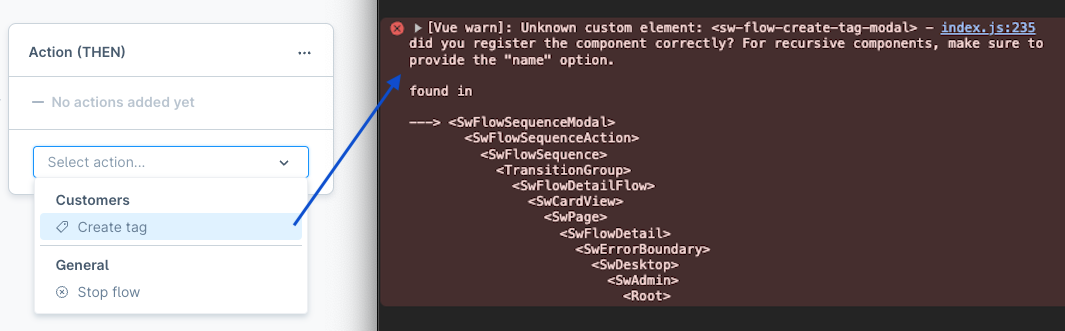 Action (THEN)
...
— No actions added yet
Select action...
Customers
Create tag
General
Stop flow
▶[Vue warn]: Unknown custom element: <sw-flow-create-tag-modal> – index.js:235
did you register the component correctly? For recursive components, make sure to
provide the "name" option.
found in
---> <SwFlowSequenceModal>
<SwFlowSequenceAction>
<SwFlowSequence>
<TransitionGroup>
<SwFlowDetailFlow>
<SwCardView>
<SwPage>
<SwFlowDetail>
<SwErrorBoundary>
<SwDesktop>
<SwAdmin>
<Root>